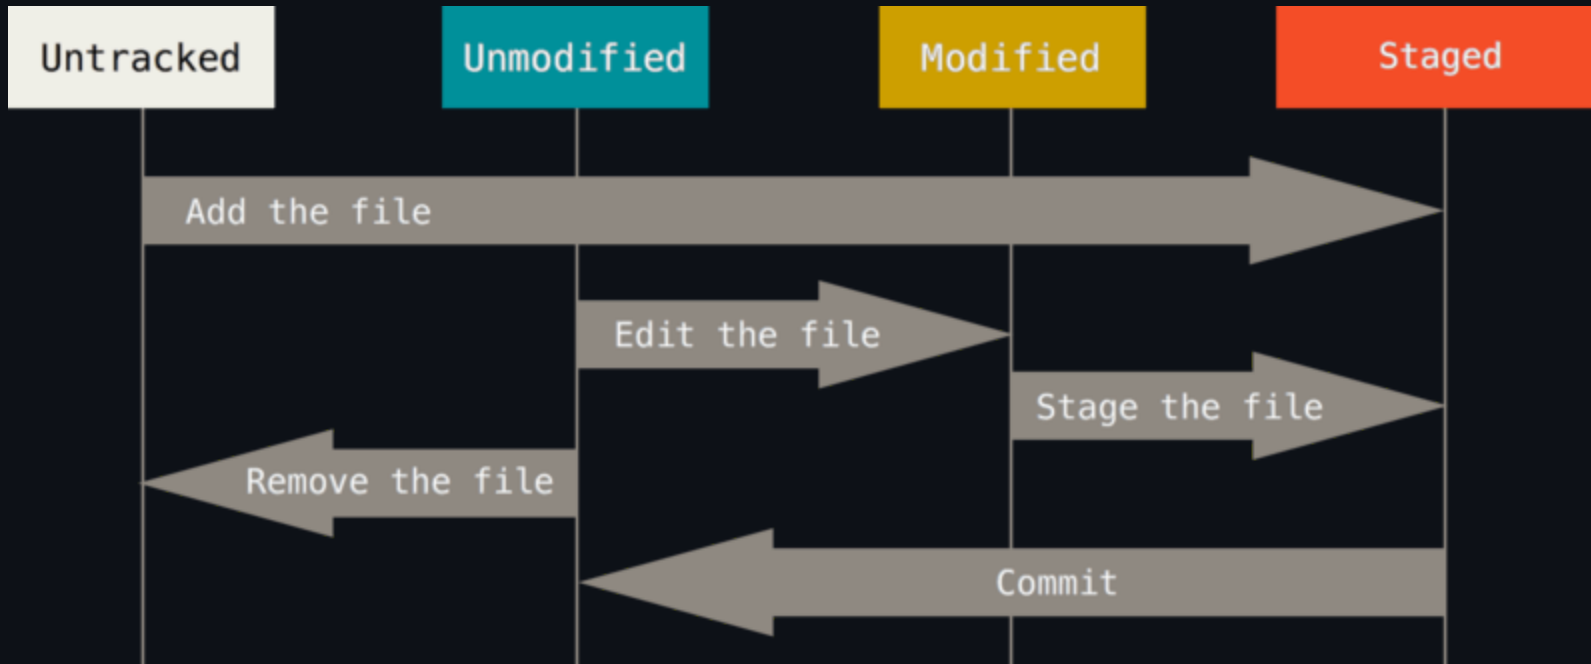 Untracked
Unmodified
Modified
Staged
Add the file
Edit the file
Stage the file
Remove the file
Commit